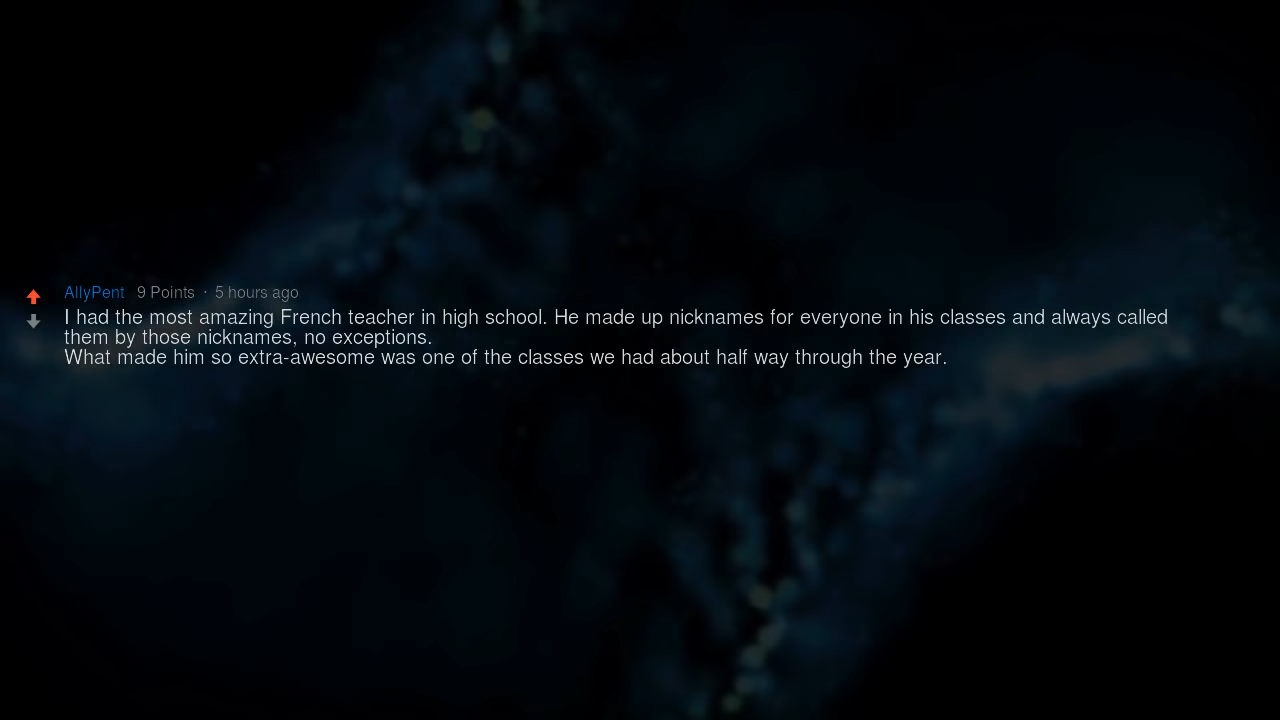 AllyPent 9 Points · 5 hours ago
I had the most amazing French teacher in high school. He made up nicknames for everyone in his classes and always called
them by those nicknames, no exceptions.
What made him so extra-awesome was one of the classes we had about half way through the year.